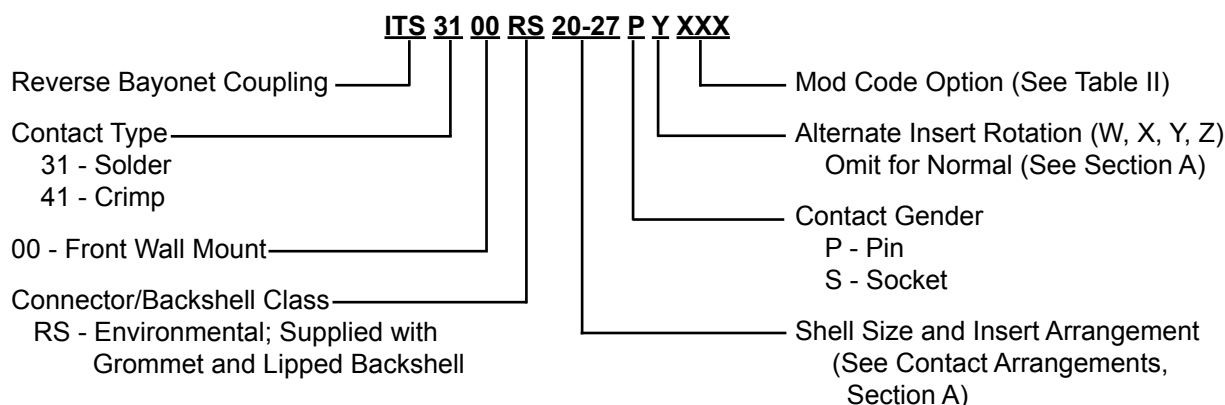 ITS 31 00 RS 20-27 P Y XXX
Reverse Bayonet Coupling
Contact Type
31 - Solder
41 - Crimp
00 - Front Wall Mount
Connector/Backshell Class
RS - Environmental; Supplied with
Grommet and Lipped Backshell
Mod Code Option (See Table II)
Alternate Insert Rotation (W, X, Y, Z)
Omit for Normal (See Section A)
Contact Gender
P - Pin
S - Socket
Shell Size and Insert Arrangement
(See Contact Arrangements,
Section A)